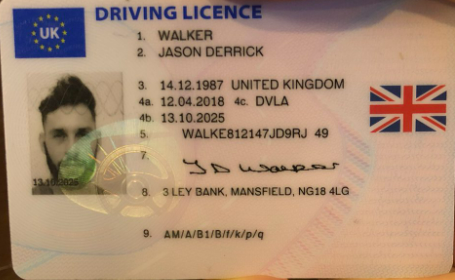 UK
DRIVING LICENCE
1. WALKER
2. JASON DERRICK
3. 14.12.1987 UNITED KINGDOM
4a. 12.04.2018 4c. DVLA
4b. 13.10.2025
5. WALKE812147JD9RJ 49
7. J D Walker
13.10.2025
8. 3 LEY BANK, MANSFIELD, NG18 4LG
9. AM/A/B1/B/f/k/p/q